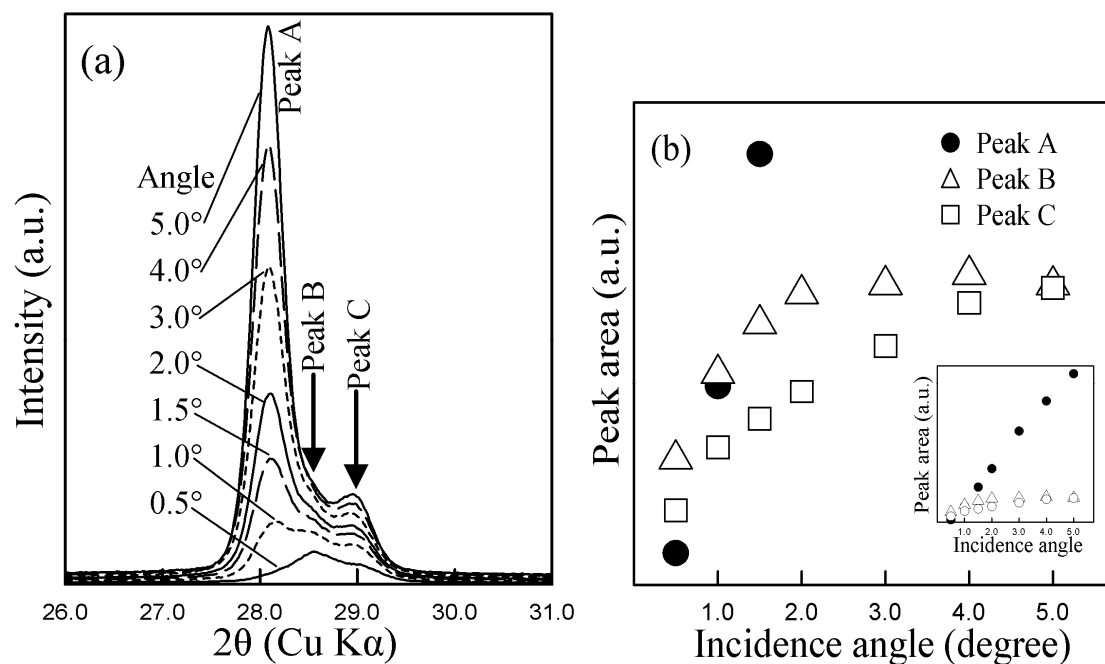 (a)
Peak A
Peak B
Peak C
Angle
5.0°
4.0°
3.0°
2.0°
1.5°
1.0°
0.5°
Intensity (a.u.)
26.0 27.0 28.0 29.0 30.0 31.0
2θ (Cu Kα)
(b)
Peak A
Peak B
Peak C
Peak area (a.u.)
1.0 2.0 3.0 4.0 5.0
Incidence angle (degree)
Peak area (a.u.)
1.0 2.0 3.0 4.0 5.0
Incidence angle